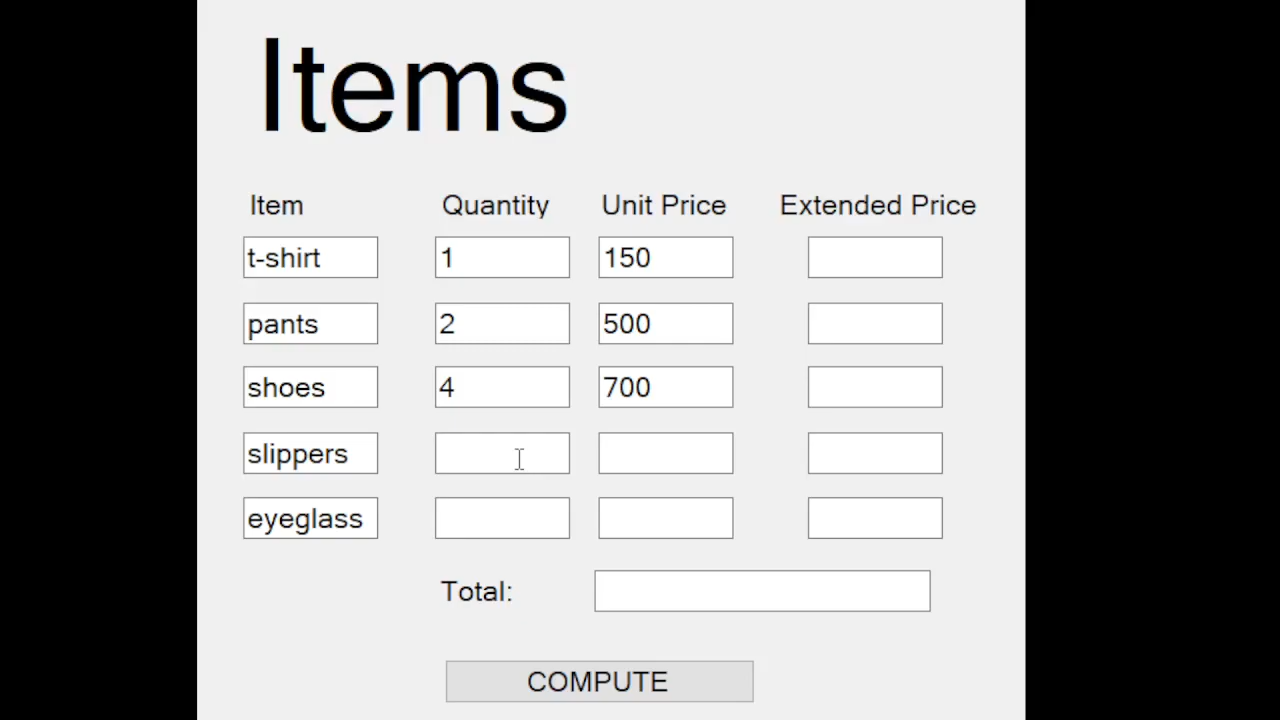 Items
Item Quantity Unit Price Extended Price
t-shirt 1 150
pants 2 500
shoes 4 700
slippers
eyeglass
Total:
COMPUTE